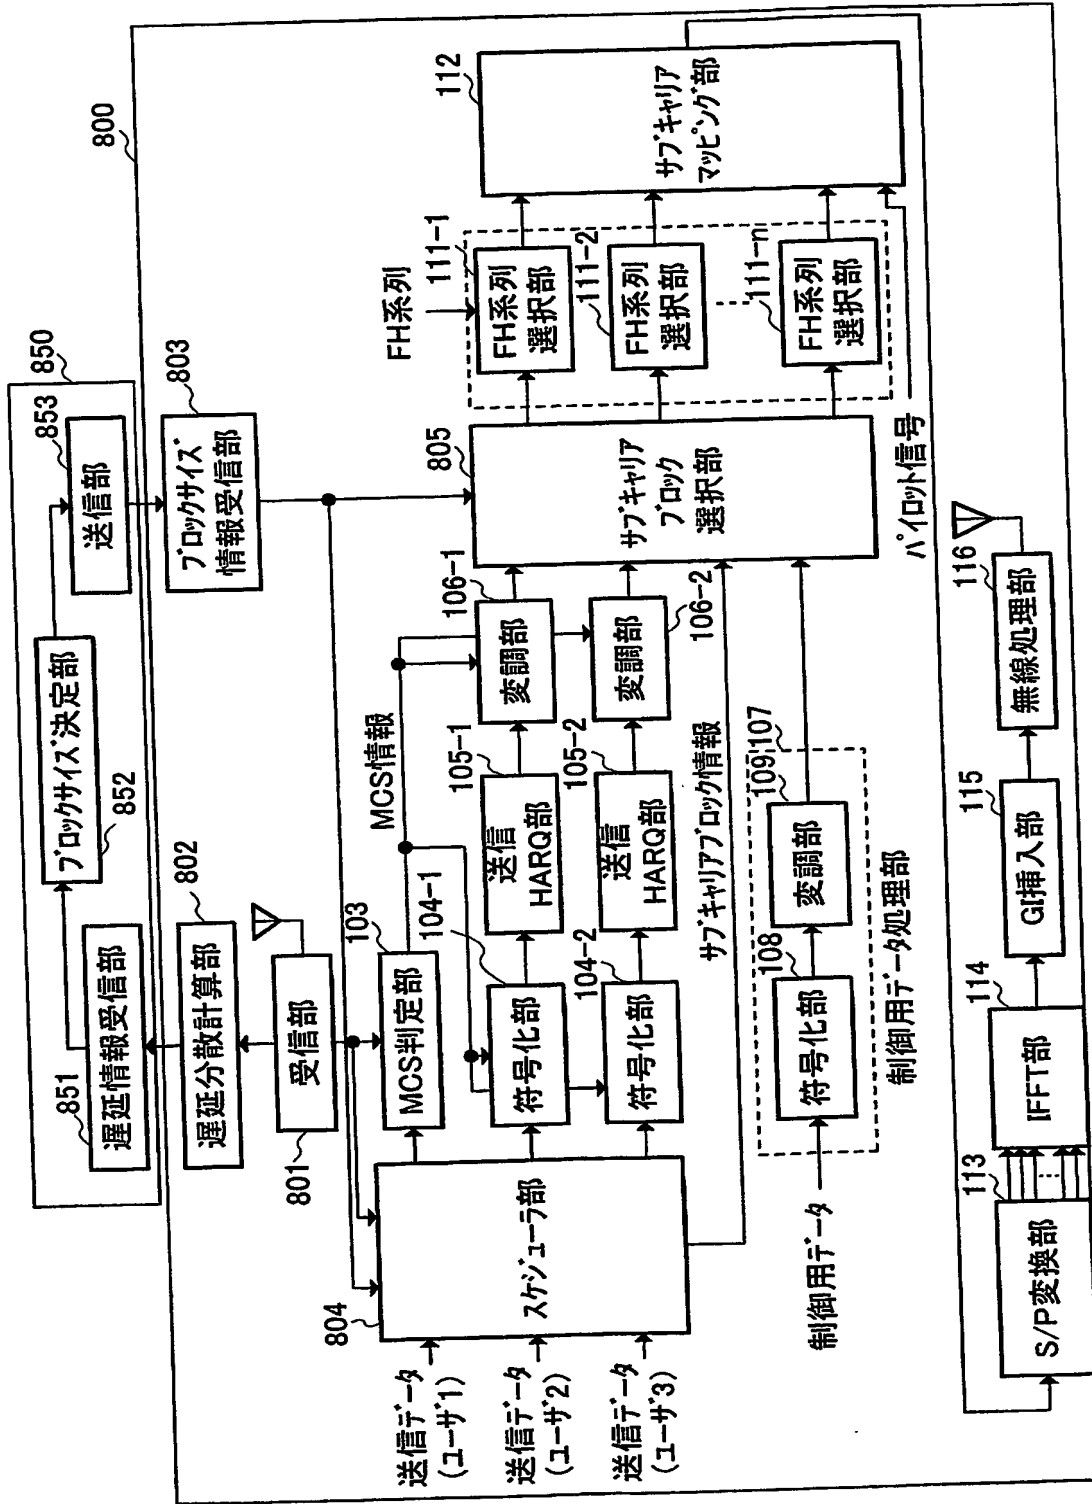 850
851
遅延情報受信部
ブロックサイズ決定部
852
853
送信部
800
802
遅延分散計算部
803
ブロックサイズ
情報受信部
801
受信部
804
スケジューラ部
送信データ
(ユーザ1)
送信データ
(ユーザ2)
送信データ
(ユーザ3)
103
MCS判定部
MCS情報
104-1
符号化部
104-2
符号化部
105-1
送信
HARQ部
105-2
送信
HARQ部
106-1
変調部
106-2
変調部
サブキャリアブロック情報
805
サブキャリア
ブロック
選択部
FH系列
111-1
FH系列
選択部
111-2
FH系列
選択部
111-n
FH系列
選択部
112
サブキャリア
マッピング部
パイロット信号
制御用データ
107
108
符号化部
109
変調部
制御用データ処理部
113
S/P変換部
114
IFFT部
115
GI挿入部
116
無線処理部